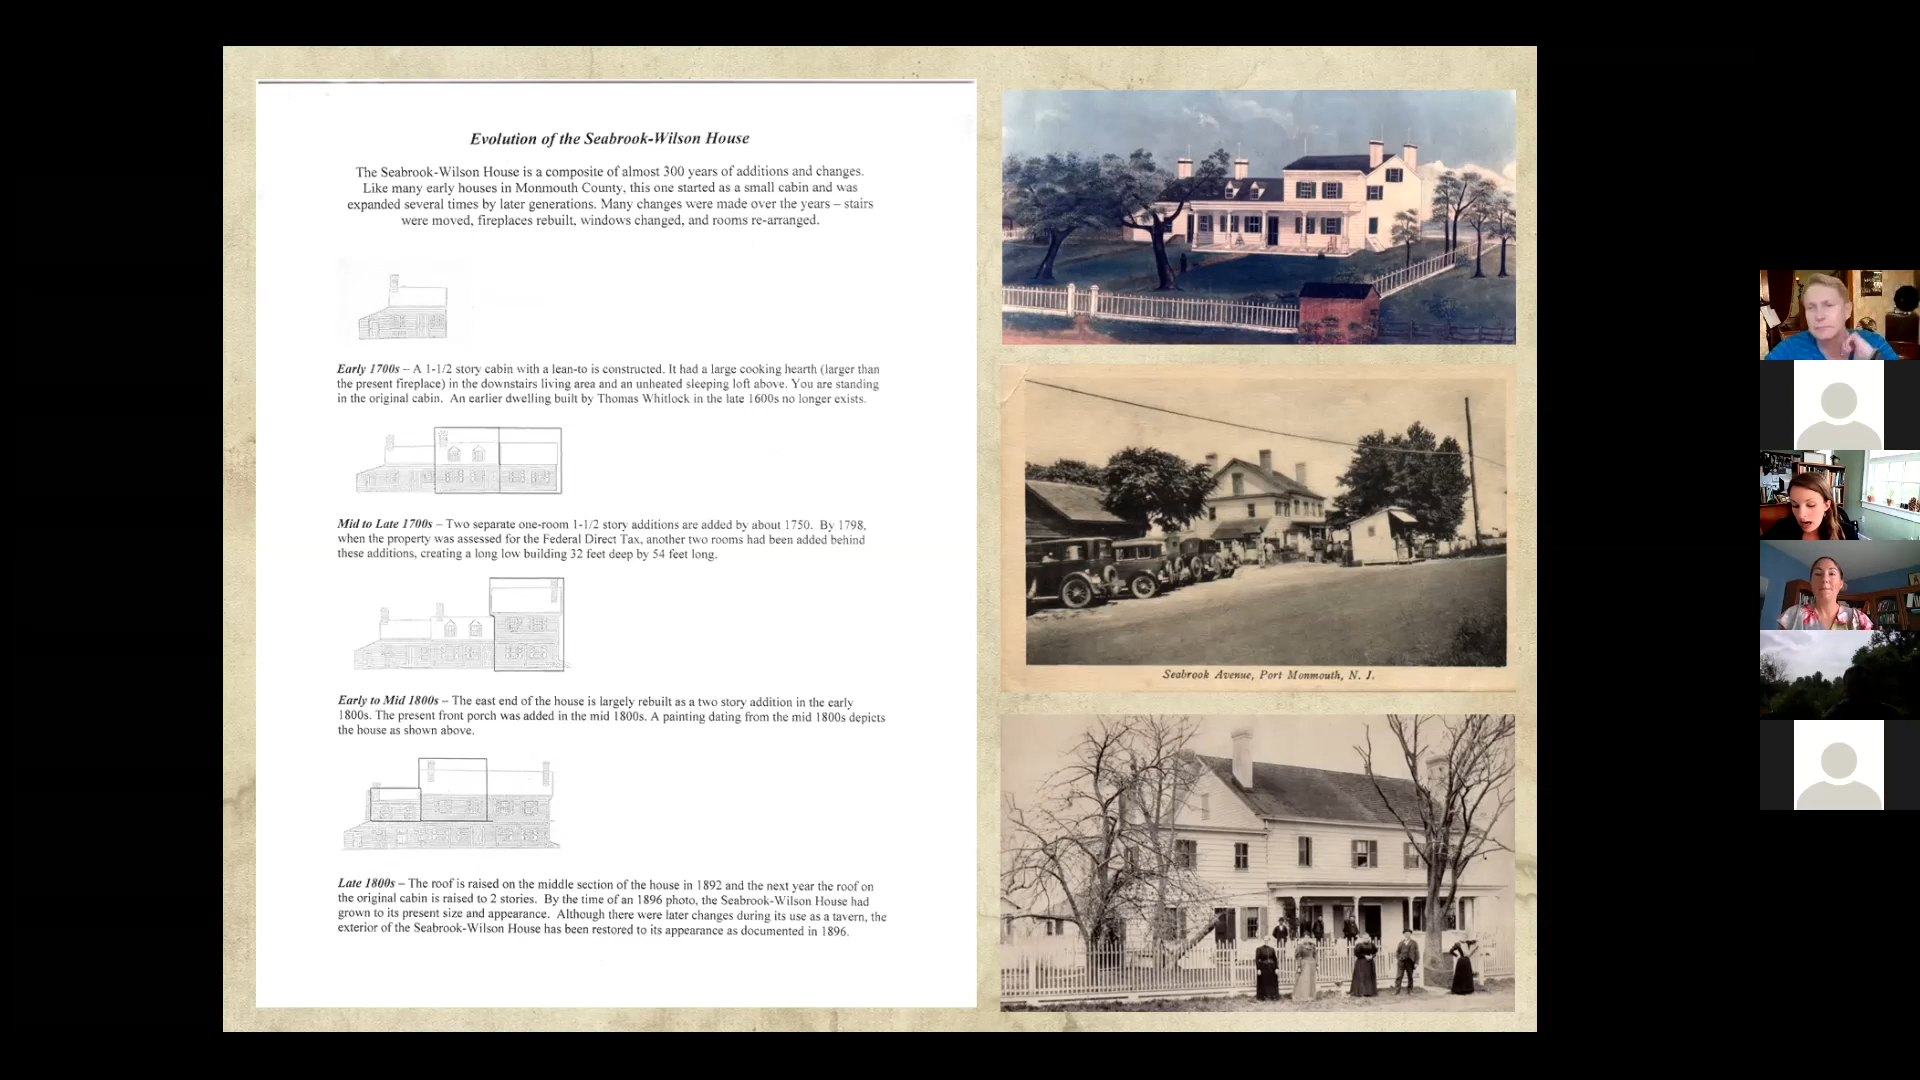 Evolution of the Seabrook-Wilson House
The Seabrook-Wilson House is a composite of almost 300 years of additions and changes.
Like many early houses in Monmouth County, this one started as a small cabin and was
expanded several times by later generations. Many changes were made over the years – stairs
were moved, fireplaces rebuilt, windows changed, and rooms re-arranged.
Early 1700s – A 1-1/2 story cabin with a lean-to is constructed. It had a large cooking hearth (larger than
the present fireplace) in the downstairs living area and an unheated sleeping loft above. You are standing
in the original cabin. An earlier dwelling built by Thomas Whitlock in the late 1600s no longer exists.
Mid to Late 1700s – Two separate one-room 1-1/2 story additions are added by about 1750. By 1798,
when the property was assessed for the Federal Direct Tax, another two rooms had been added behind
these additions, creating a long low building 32 feet deep by 54 feet long.
Early to Mid 1800s – The east end of the house is largely rebuilt as a two story addition in the early
1800s. The present front porch was added in the mid 1800s. A painting dating from the mid 1800s depicts
the house as shown above.
Late 1800s – The roof is raised on the middle section of the house in 1892 and the next year the roof on
the original cabin is raised to 2 stories. By the time of an 1896 photo, the Seabrook-Wilson House had
grown to its present size and appearance. Although there were later changes during its use as a tavern, the
exterior of the Seabrook-Wilson House has been restored to its appearance as documented in 1896.
Seabrook Avenue, Port Monmouth, N. J.